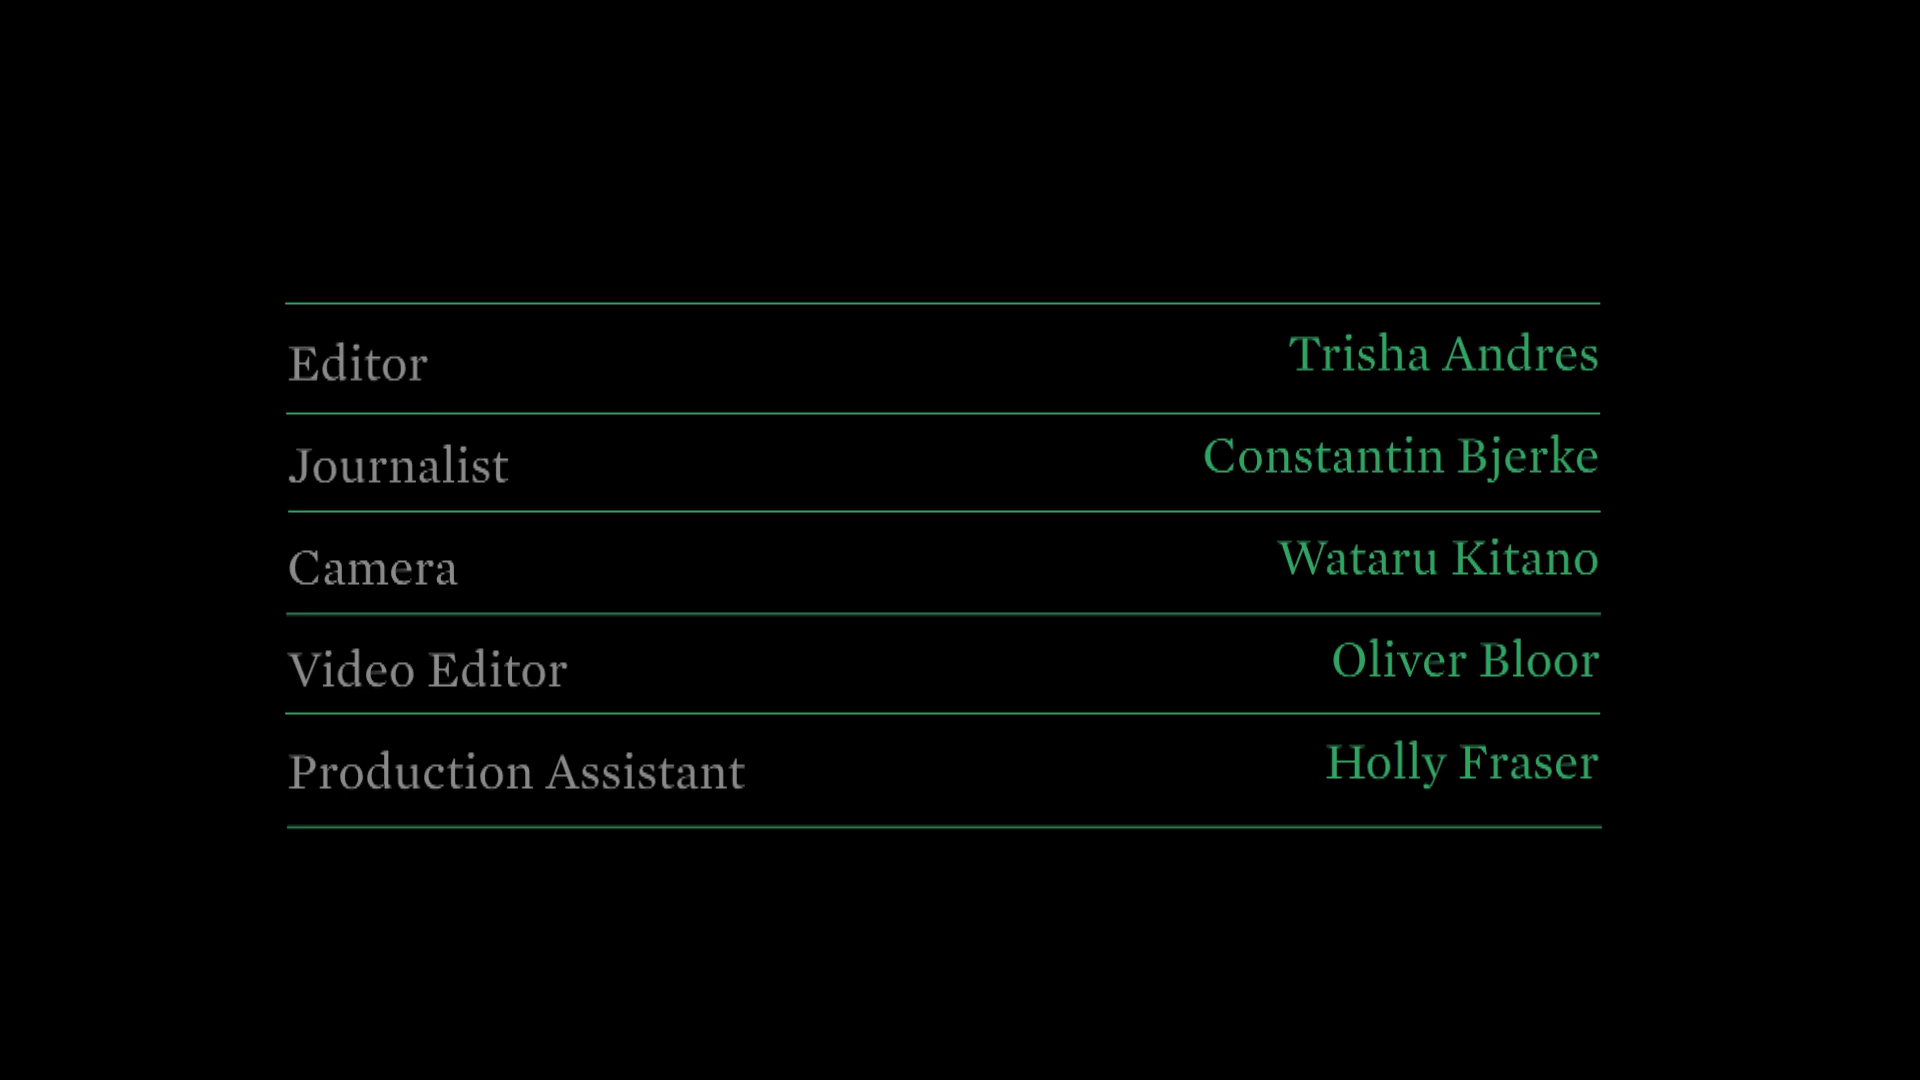 Editor Trisha Andres
Journalist Constantin Bjerke
Camera Wataru Kitano
Video Editor Oliver Bloor
Production Assistant Holly Fraser